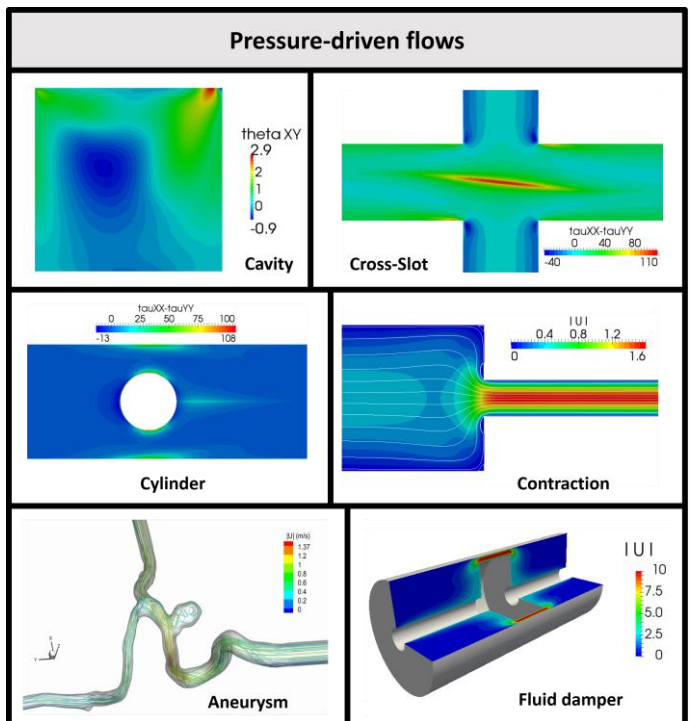 Pressure-driven flows
theta XY
2.9
2
1
0
-0.9
Cavity
tauXX-tauYY
0 40 80
-40 110
Cross-Slot
tauXX-tauYY
0 25 50 75 100
-13 108
Cylinder
|U|
0.4 0.8 1.2
0 1.6
Contraction
|U| (m/s)
1.37
1.2
1
0.8
0.6
0.4
0.2
0
Y X Z
Aneurysm
|U|
10
7.5
5.0
2.5
0
Fluid damper